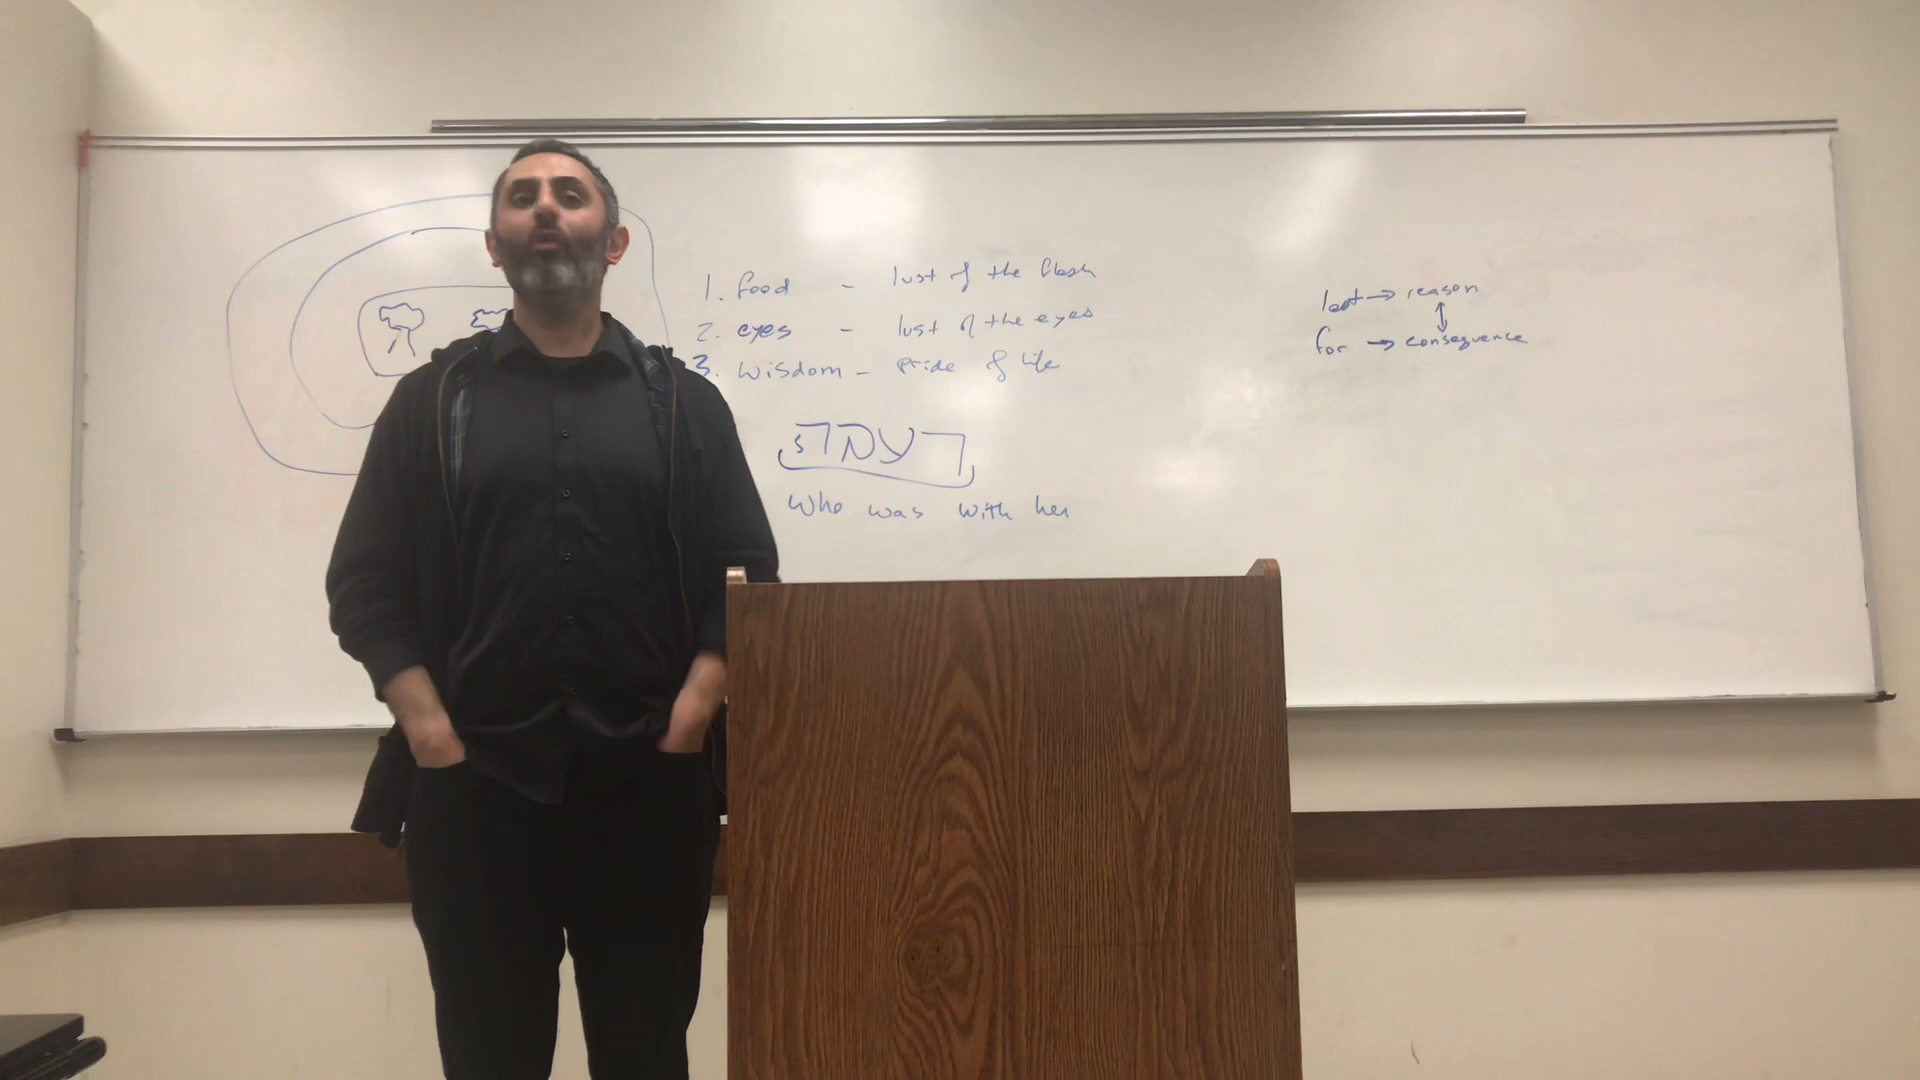 1. food - lust of the flesh
2. eyes - lust of the eyes
3. wisdom - pride of life
who was with her
lest → reason
↕
for → consequence